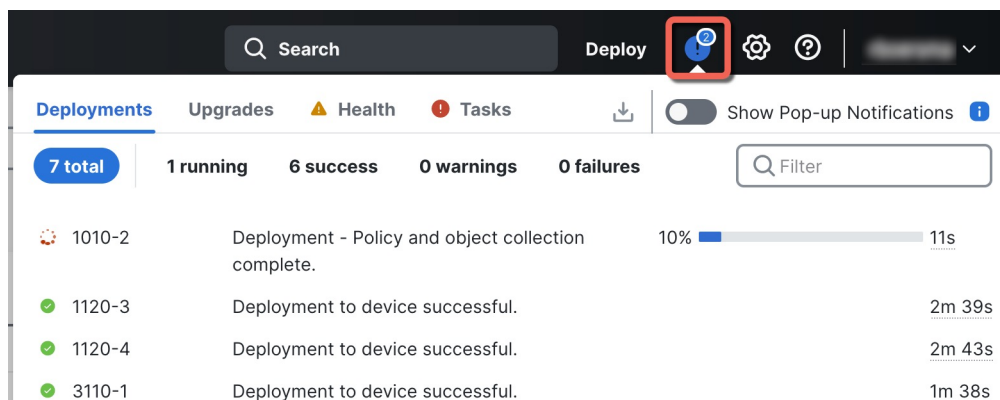 Search
Deploy
2
Deployments Upgrades Health Tasks Show Pop-up Notifications
7 total 1 running 6 success 0 warnings 0 failures Filter
1010-2 Deployment - Policy and object collection 10% 11s
complete.
1120-3 Deployment to device successful. 2m 39s
1120-4 Deployment to device successful. 2m 43s
3110-1 Deployment to device successful. 1m 38s